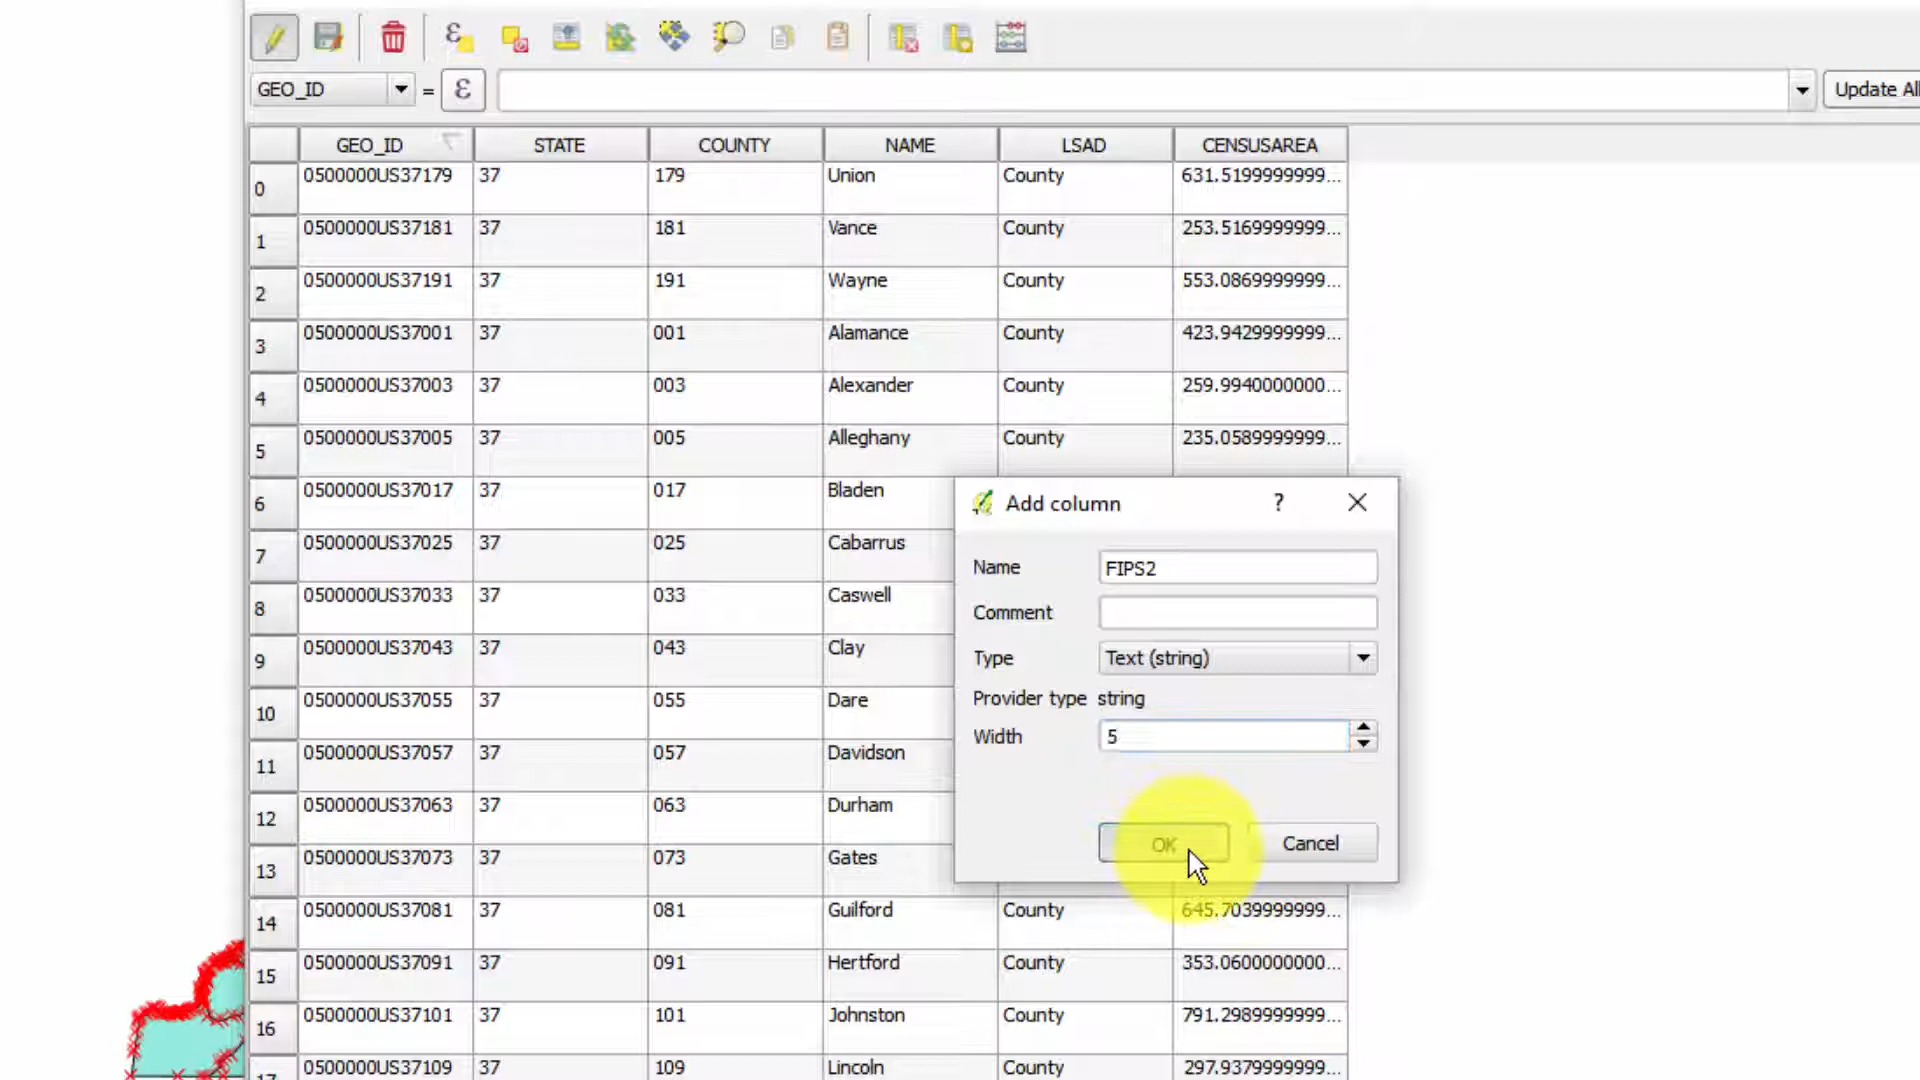 GEO_ID = ε Update All
GEO_ID STATE COUNTY NAME LSAD CENSUSAREA
0 0500000US37179 37 179 Union County 631.5199999999...
1 0500000US37181 37 181 Vance County 253.5169999999...
2 0500000US37191 37 191 Wayne County 553.0869999999...
3 0500000US37001 37 001 Alamance County 423.9429999999...
4 0500000US37003 37 003 Alexander County 259.9940000000...
5 0500000US37005 37 005 Alleghany County 235.0589999999...
6 0500000US37017 37 017 Bladen
7 0500000US37025 37 025 Cabarrus
8 0500000US37033 37 033 Caswell
9 0500000US37043 37 043 Clay
10 0500000US37055 37 055 Dare
11 0500000US37057 37 057 Davidson
12 0500000US37063 37 063 Durham
13 0500000US37073 37 073 Gates
14 0500000US37081 37 081 Guilford County 645.7039999999...
15 0500000US37091 37 091 Hertford County 353.0600000000...
16 0500000US37101 37 101 Johnston County 791.2989999999...
17 0500000US37109 37 109 Lincoln County 297.9379999999...
Add column ?
Name FIPS2
Comment
Type Text (string)
Provider type string
Width 5
OK Cancel